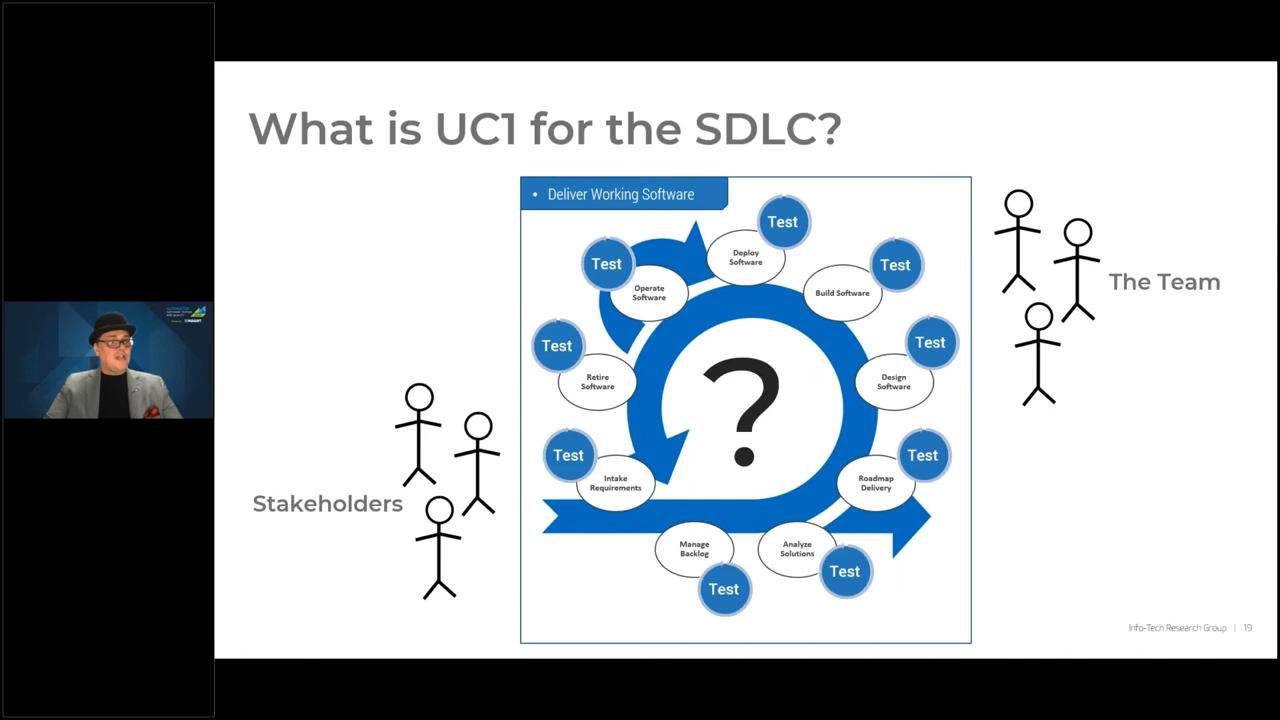 What is UC1 for the SDLC?
• Deliver Working Software
Test
Deploy
Software
Test
Operate
Software
Test
Build Software
Test
Retire
Software
Test
Design
Software
Test
Intake
Requirements
Test
Roadmap
Delivery
Manage
Backlog
Test
Analyze
Solutions
Test
?
The Team
Stakeholders
Info-Tech Research Group | 19